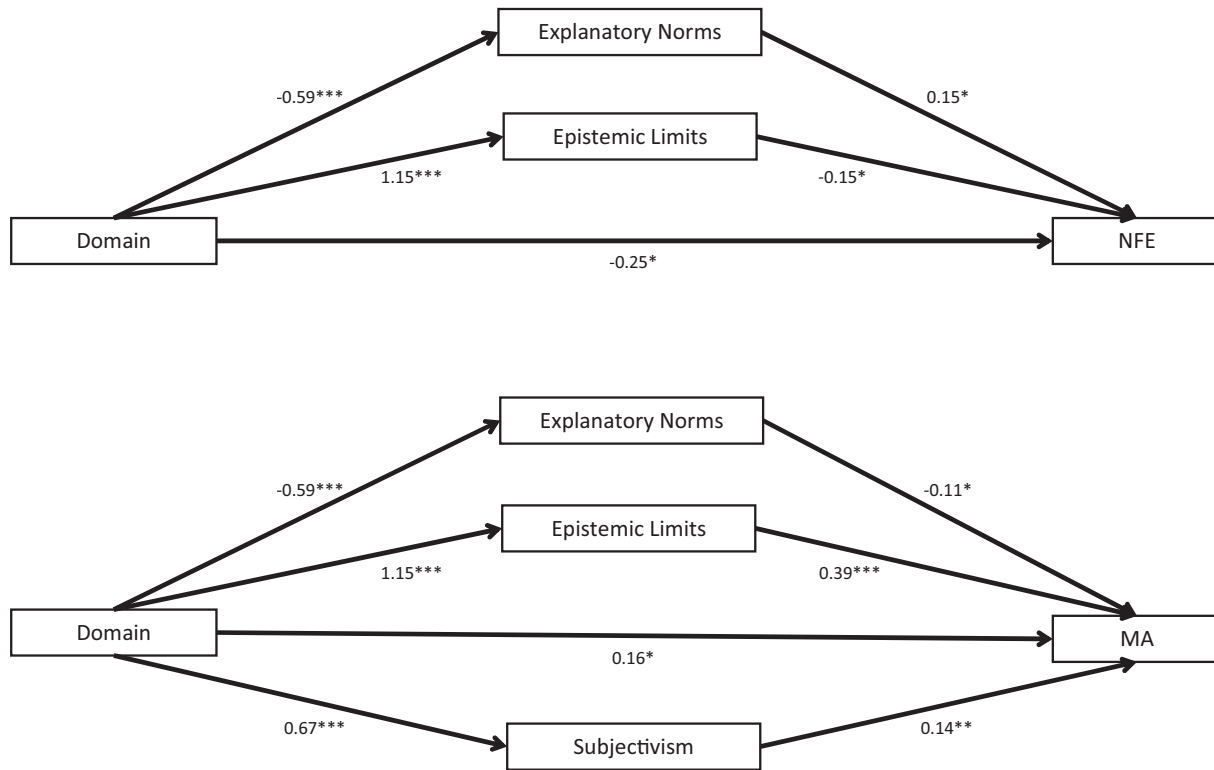 Explanatory Norms
-0.59***
0.15*
Epistemic Limits
1.15***
-0.15*
Domain
NFE
-0.25*
Explanatory Norms
-0.59***
-0.11*
Epistemic Limits
1.15***
0.39***
Domain
MA
0.16*
0.67***
0.14**
Subjectivism